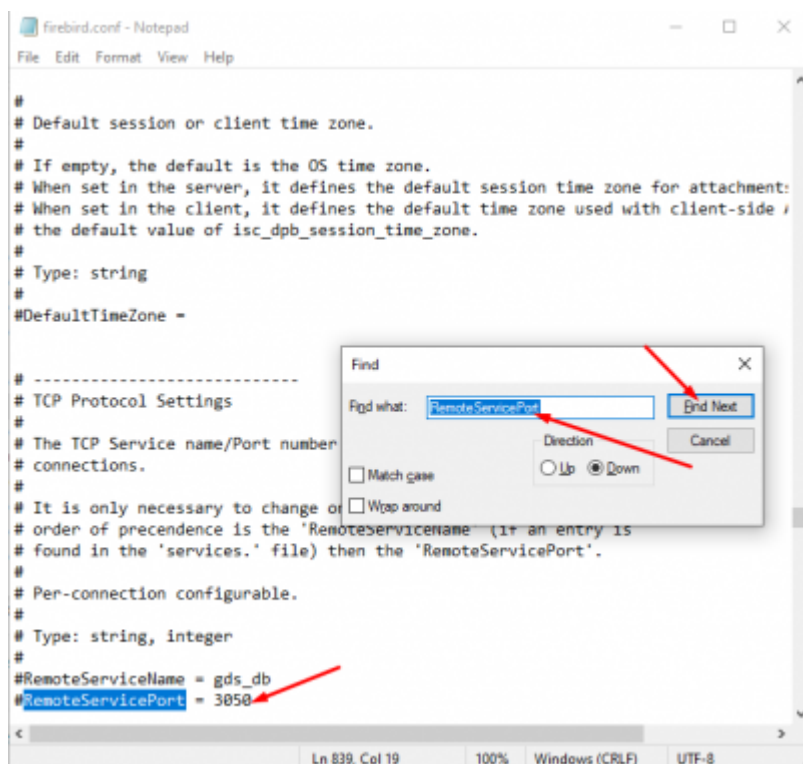 firebird.conf - Notepad
File Edit Format View Help
#
# Default session or client time zone.
#
# If empty, the default is the OS time zone.
# When set in the server, it defines the default session time zone for attachment
# When set in the client, it defines the default time zone used with client-side
# the default value of isc_dpb_session_time_zone.
#
# Type: string
#
#DefaultTimeZone =
# ----------------------------
# TCP Protocol Settings
#
# The TCP Service name/Port number
# connections.
#
# It is only necessary to change
# order of precendence is the 'RemoteServiceName' (if an entry is
# found in the 'services.' file) then the 'RemoteServicePort'.
#
# Per-connection configurable.
#
# Type: string, integer
#
#RemoteServiceName = gds_db
#RemoteServicePort = 3050
Find
Find what: RemoteServicePort
Find Next
Direction
Cancel
Up Down
Match case
Wrap around
Ln 839, Col 19 100% Windows (CRLF) UTF-8